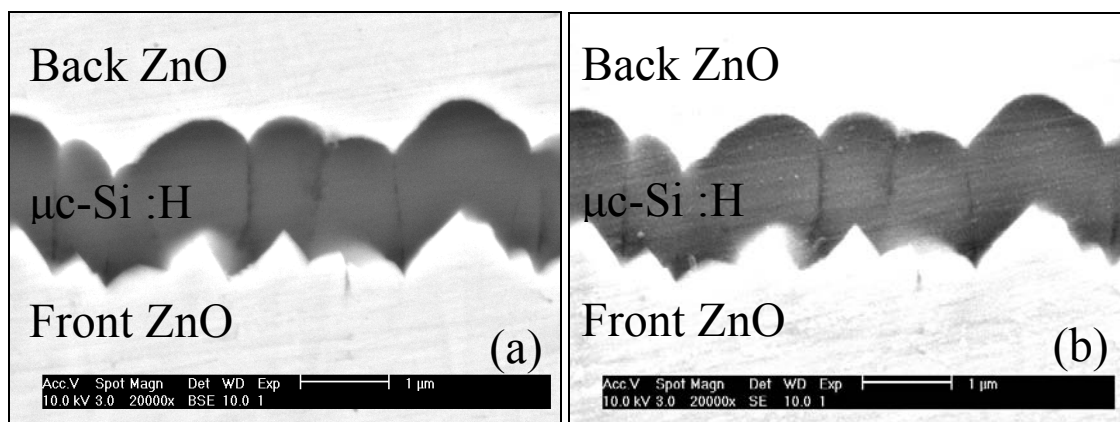 Back ZnO
μc-Si :H
Front ZnO
(a)
Acc.V Spot Magn Det WD Exp 1 μm
10.0 kV 3.0 20000x BSE 10.0 1
Back ZnO
μc-Si :H
Front ZnO
(b)
Acc.V Spot Magn Det WD Exp 1 μm
10.0 kV 3.0 20000x SE 10.0 1